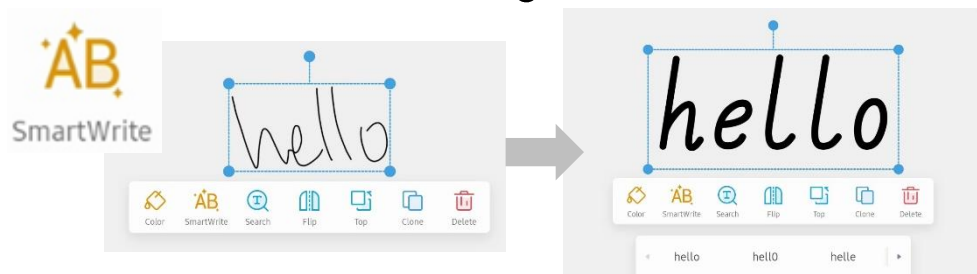 AB
SmartWrite
hello
Color SmartWrite Search Flip Top Clone Delete
hello
Color SmartWrite Search Flip Top Clone Delete
hello hell0 helle